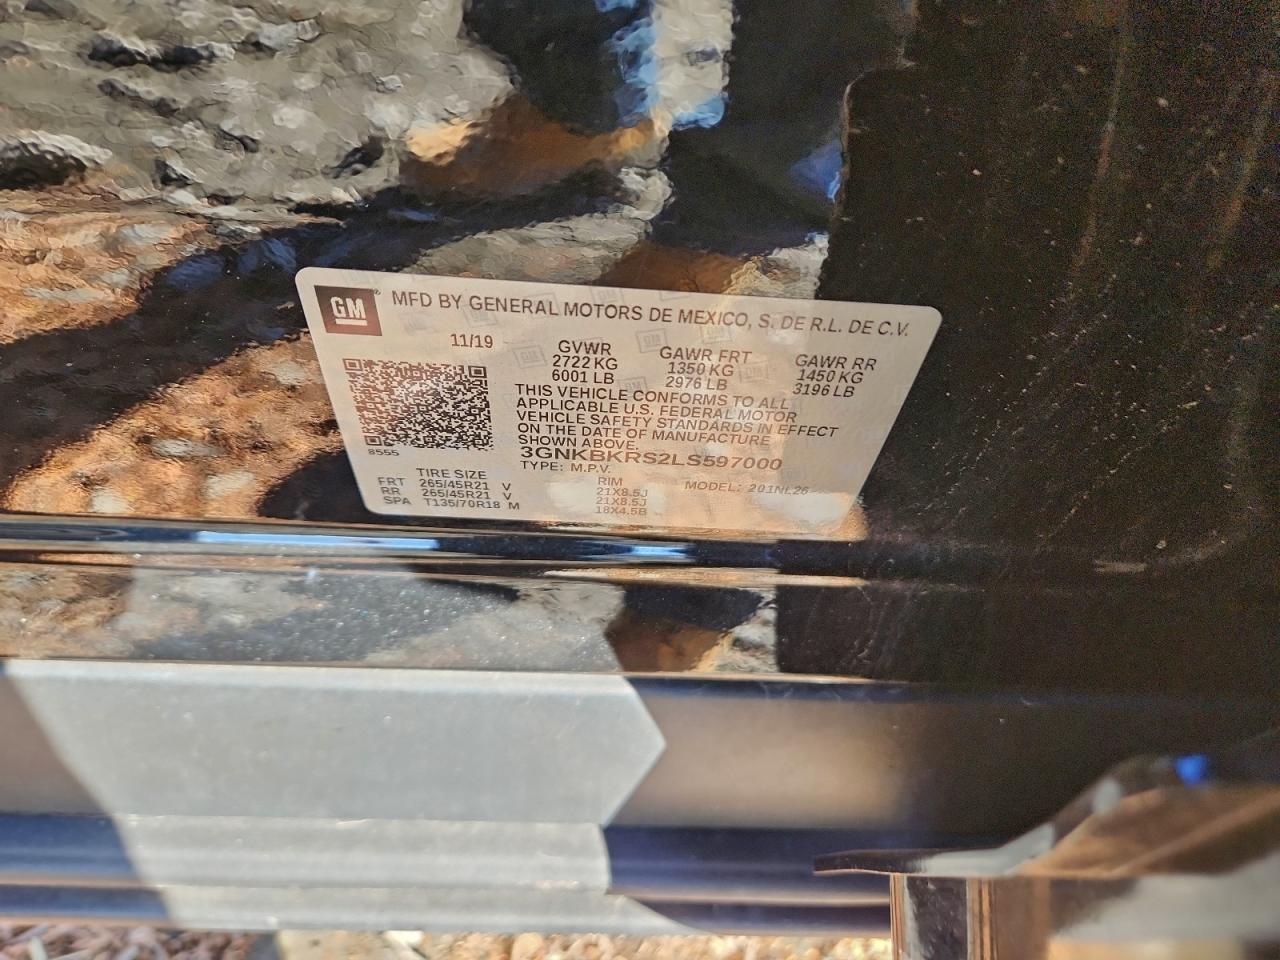 GM
MFD BY GENERAL MOTORS DE MEXICO, S. DE R.L. DE C.V.
11/19
GVWR GAWR FRT GAWR RR
2722 KG 1350 KG 1450 KG
6001 LB 2976 LB 3196 LB
THIS VEHICLE CONFORMS TO ALL
APPLICABLE U.S. FEDERAL MOTOR
VEHICLE SAFETY STANDARDS IN EFFECT
ON THE DATE OF MANUFACTURE
SHOWN ABOVE.
8555
3GNKBKRS2LS597000
TYPE: M.P.V. MODEL: 201NL26
TIRE SIZE RIM
FRT 265/45R21 V 21X8.5J
RR 265/45R21 V 21X8.5J
SPA T135/70R18 M 18X4.5B